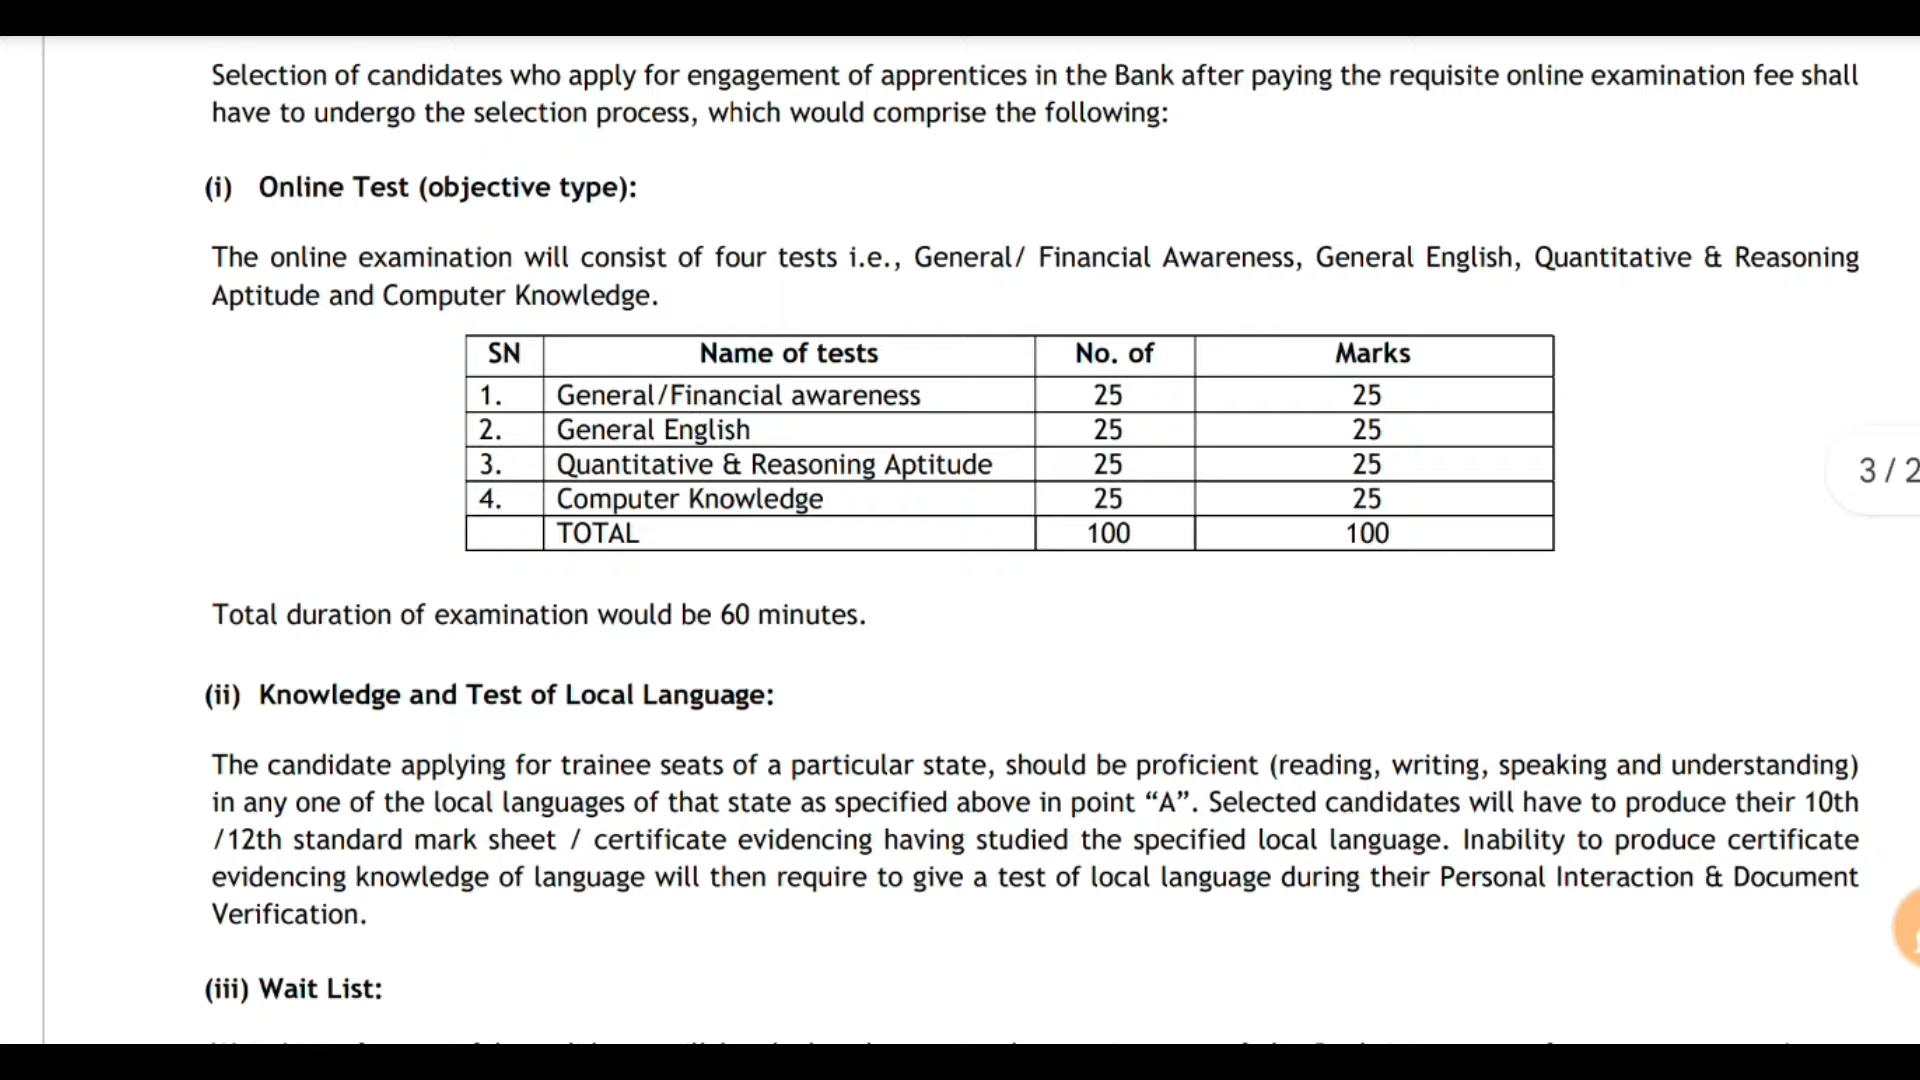 Selection of candidates who apply for engagement of apprentices in the Bank after paying the requisite online examination fee shall
have to undergo the selection process, which would comprise the following:
(i) Online Test (objective type):
The online examination will consist of four tests i.e., General/ Financial Awareness, General English, Quantitative & Reasoning
Aptitude and Computer Knowledge.
SN Name of tests No. of Marks
1. General/Financial awareness 25 25
2. General English 25 25
3. Quantitative & Reasoning Aptitude 25 25
4. Computer Knowledge 25 25
TOTAL 100 100
3 / 2
Total duration of examination would be 60 minutes.
(ii) Knowledge and Test of Local Language:
The candidate applying for trainee seats of a particular state, should be proficient (reading, writing, speaking and understanding)
in any one of the local languages of that state as specified above in point “A”. Selected candidates will have to produce their 10th
/12th standard mark sheet / certificate evidencing having studied the specified local language. Inability to produce certificate
evidencing knowledge of language will then require to give a test of local language during their Personal Interaction & Document
Verification.
(iii) Wait List: